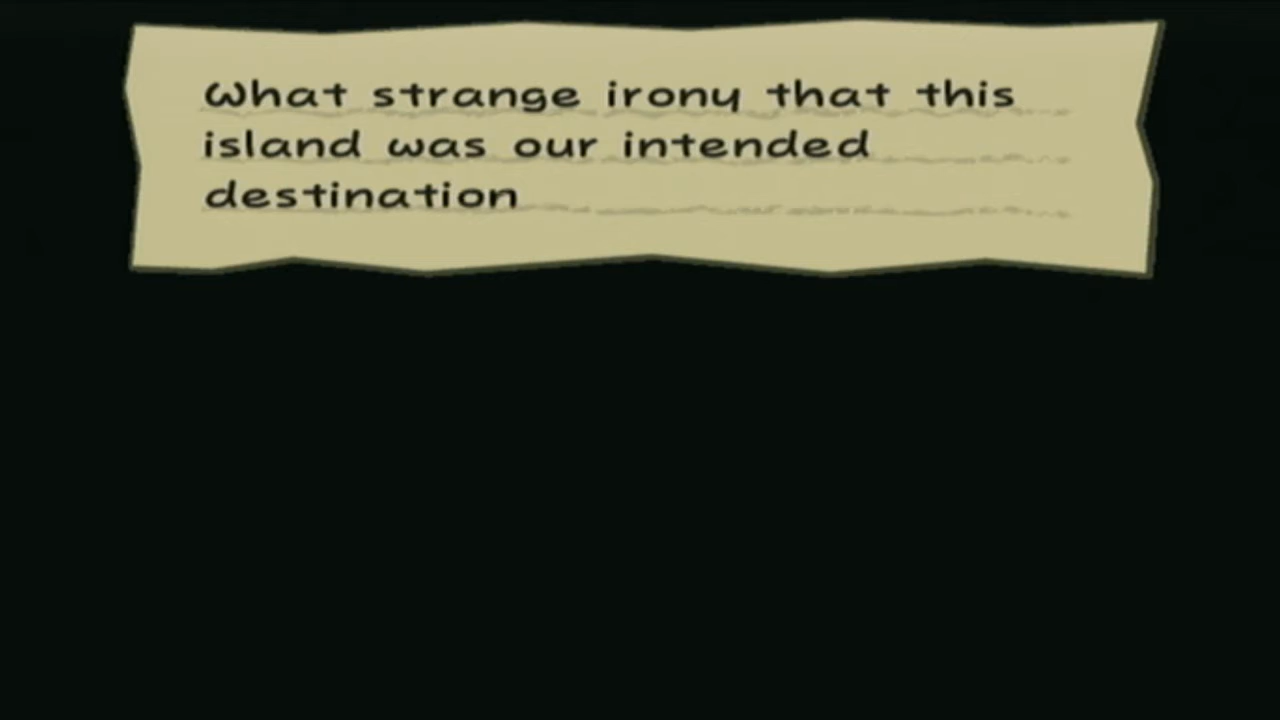 What strange irony that this
island was our intended
destination